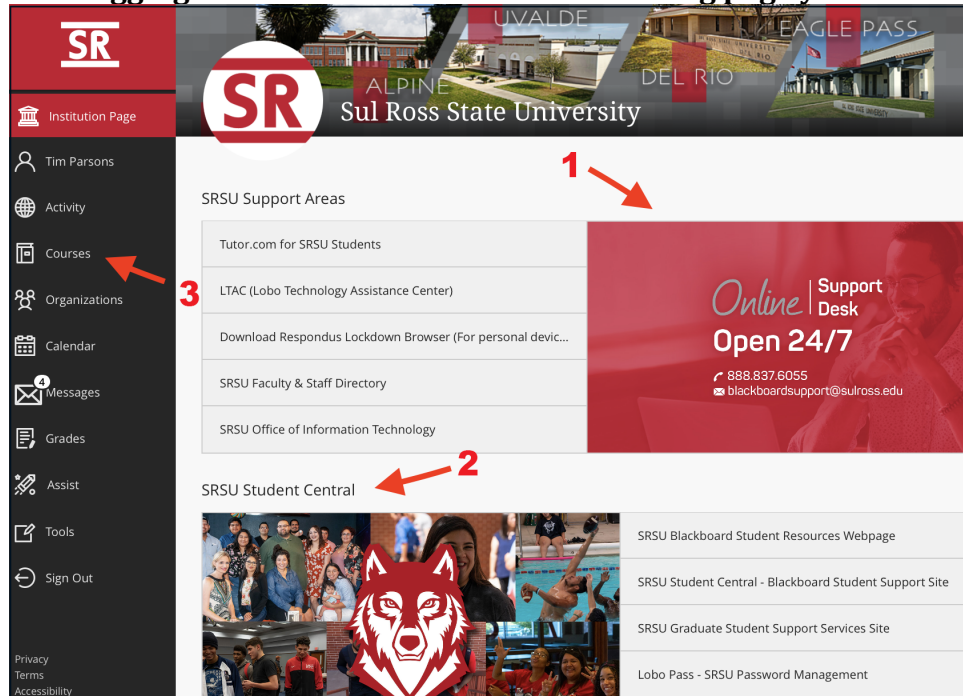 SR
UVALDE
EAGLE PASS
ALPINE
DEL RIO
SR
Sul Ross State University
Institution Page
Tim Parsons
Activity
Courses
Organizations
Calendar
4
Messages
Grades
Assist
Tools
Sign Out
Privacy
Terms
Accessibility
1
SRSU Support Areas
Tutor.com for SRSU Students
3
LTAC (Lobo Technology Assistance Center)
Download Respondus Lockdown Browser (For personal devic...
SRSU Faculty & Staff Directory
SRSU Office of Information Technology
Online Support Desk
Open 24/7
888.837.6055
blackboardsupport@sulross.edu
2
SRSU Student Central
SRSU Blackboard Student Resources Webpage
SRSU Student Central - Blackboard Student Support Site
SRSU Graduate Student Support Services Site
Lobo Pass - SRSU Password Management